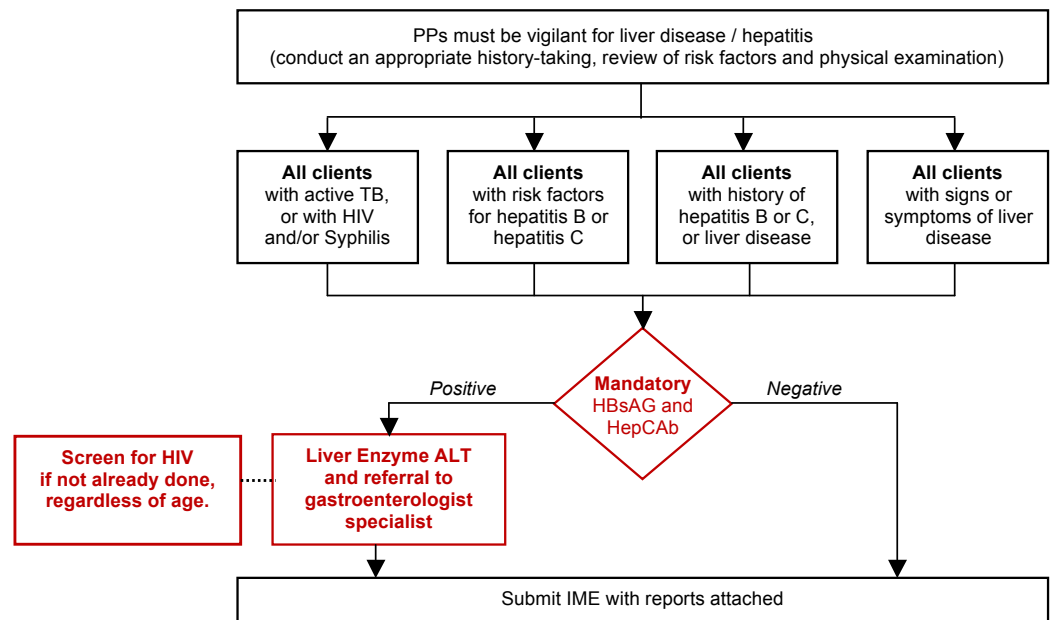 PPs must be vigilant for liver disease / hepatitis
(conduct an appropriate history-taking, review of risk factors and physical examination)
All clients
with active TB,
or with HIV
and/or Syphilis
All clients
with risk factors
for hepatitis B or
hepatitis C
All clients
with history of
hepatitis B or C,
or liver disease
All clients
with signs or
symptoms of liver
disease
Positive
Mandatory
HBsAG and
HepCAb
Negative
Screen for HIV
if not already done,
regardless of age.
Liver Enzyme ALT
and referral to
gastroenterologist
specialist
Submit IME with reports attached